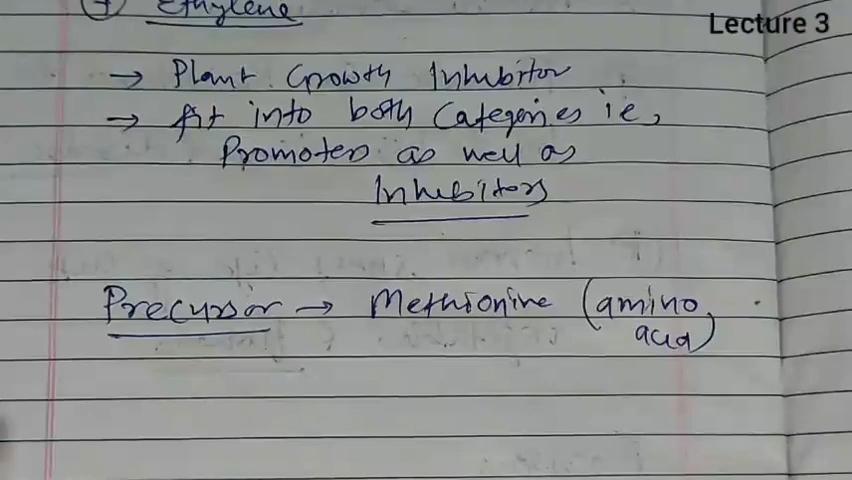 Ethylene
Lecture 3
→ Plant Growth Inhibitor
→ fit into both Categories ie,
Promoters as well as
Inhibitors
Precursor → Methionine (amino
acid)